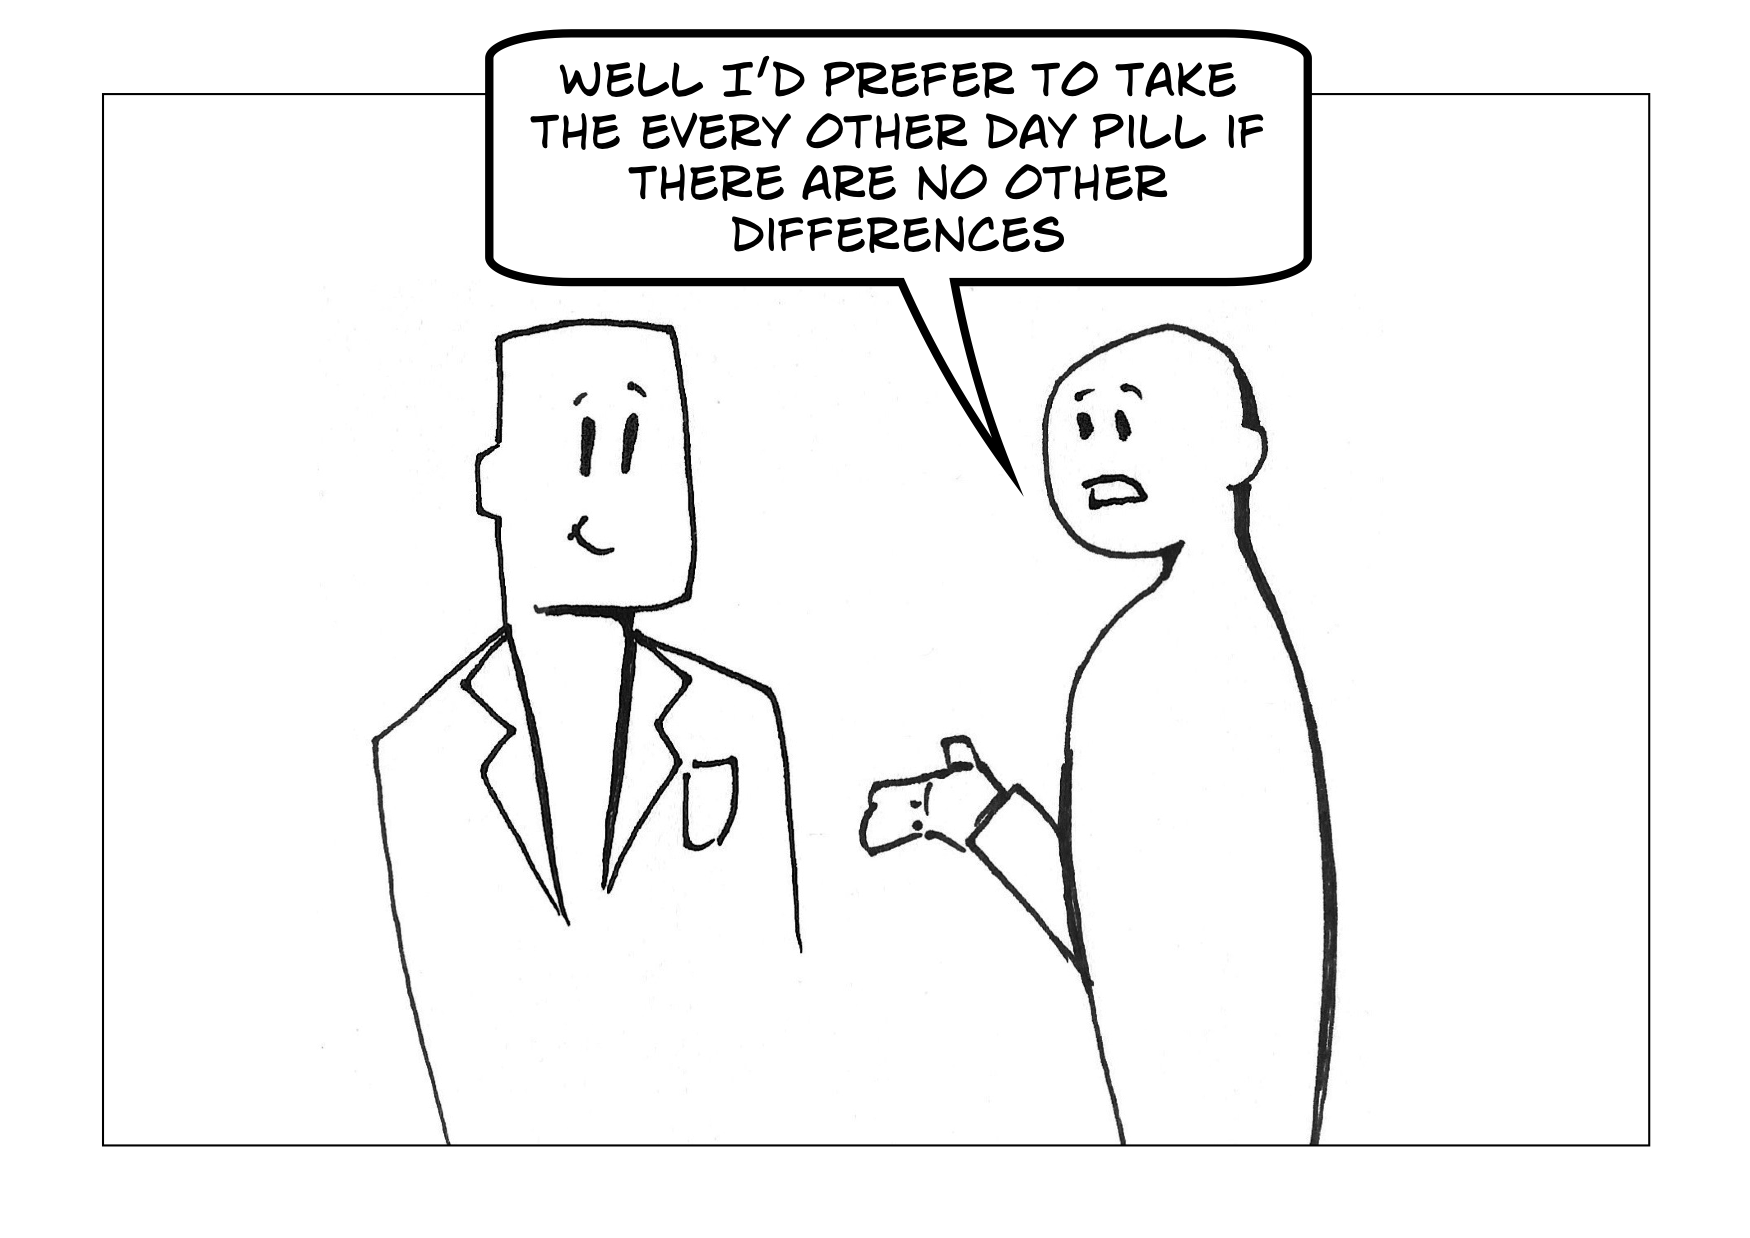 WELL I'D PREFER TO TAKE
THE EVERY OTHER DAY PILL IF
THERE ARE NO OTHER
DIFFERENCES